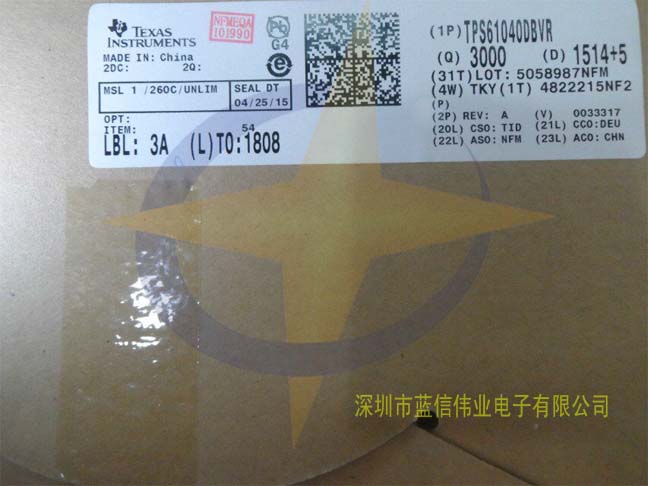 TEXAS
INSTRUMENTS
MADE IN: China
2DC: 2Q:
MSL 1 /260C/UNLIM
SEAL DT
04/25/15
OPT:
ITEM: 54
LBL: 3A (L)TO:1808
NFMEQA
101990
Pb
G4
e
(1P)TPS61040DBVR
(Q) 3000 (D) 1514+5
(31T)LOT: 5058987NFM
(4W) TKY(1T) 4822215NF2
(P)
(2P) REV: A (V) 0033317
(20L) CSO: TID (21L) CCO:DEU
(22L) ASO: NFM (23L) ACO: CHN
深圳市蓝信伟业电子有限公司